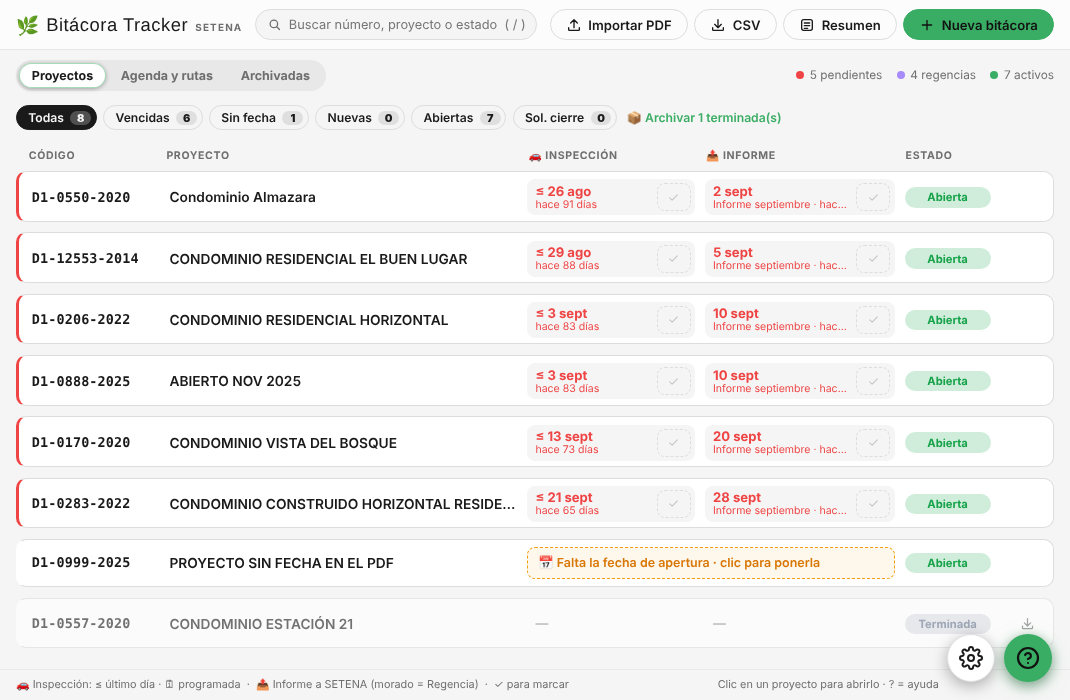 Bitácora Tracker SETENA Buscar número, proyecto o estado ( / ) Importar PDF CSV Resumen + Nueva bitácora
Proyectos Agenda y rutas Archivadas 5 pendientes 4 regencias 7 activos
Todas 8 Vencidas 6 Sin fecha 1 Nuevas 0 Abiertas 7 Sol. cierre 0 Archivar 1 terminada(s)
CÓDIGO PROYECTO INSPECCIÓN INFORME ESTADO
D1-0550-2020 Condominio Almazara ≤ 26 ago 2 sept Abierta
hace 91 días Informe septiembre · hac...
D1-12553-2014 CONDOMINIO RESIDENCIAL EL BUEN LUGAR ≤ 29 ago 5 sept Abierta
hace 88 días Informe septiembre · hac...
D1-0206-2022 CONDOMINIO RESIDENCIAL HORIZONTAL ≤ 3 sept 10 sept Abierta
hace 83 días Informe septiembre · hac...
D1-0888-2025 ABIERTO NOV 2025 ≤ 3 sept 10 sept Abierta
hace 83 días Informe septiembre · hac...
D1-0170-2020 CONDOMINIO VISTA DEL BOSQUE ≤ 13 sept 20 sept Abierta
hace 73 días Informe septiembre · hac...
D1-0283-2022 CONDOMINIO CONSTRUIDO HORIZONTAL RESIDE... ≤ 21 sept 28 sept Abierta
hace 65 días Informe septiembre · hac...
D1-0999-2025 PROYECTO SIN FECHA EN EL PDF Falta la fecha de apertura · clic para ponerla Abierta
D1-0557-2020 CONDOMINIO ESTACIÓN 21 — — Terminada
Inspección: ≤ último día · programada · Informe a SETENA (morado = Regencia) · ✓ para marcar Clic en un proyecto para abrirlo · ? = ayuda